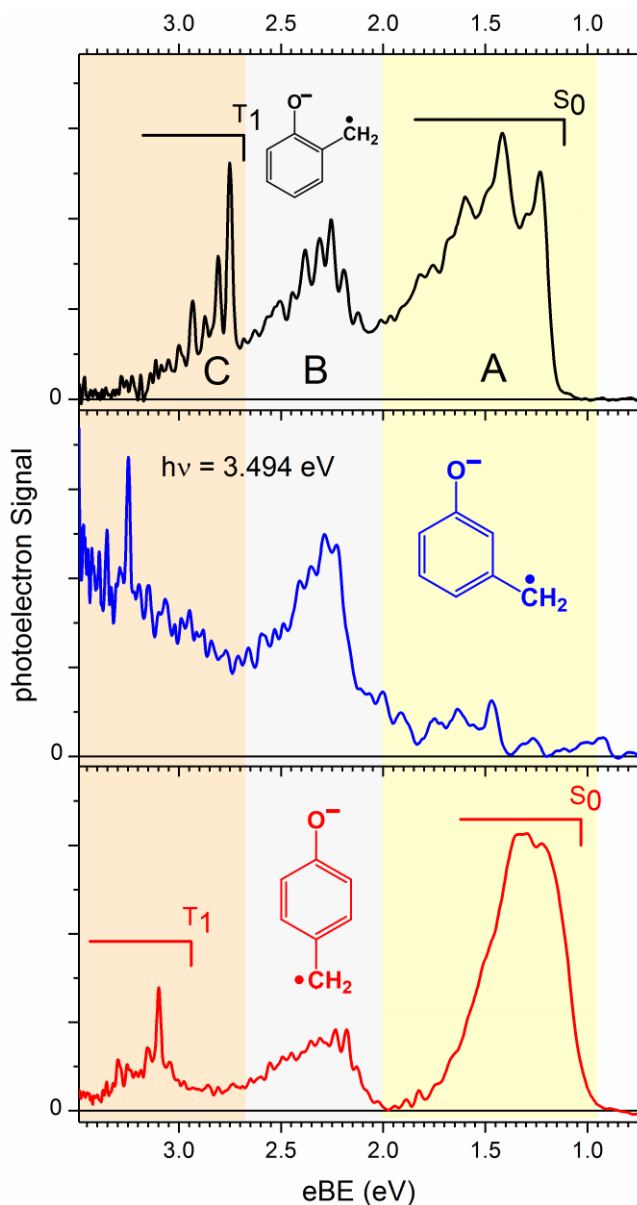 3.0 2.5 2.0 1.5 1.0
T1
S0
O−
•
CH2
C B A
0
hν = 3.494 eV
O−
•
CH2
0
photoelectron Signal
O−
S0
T1
•CH2
0
3.0 2.5 2.0 1.5 1.0
eBE (eV)